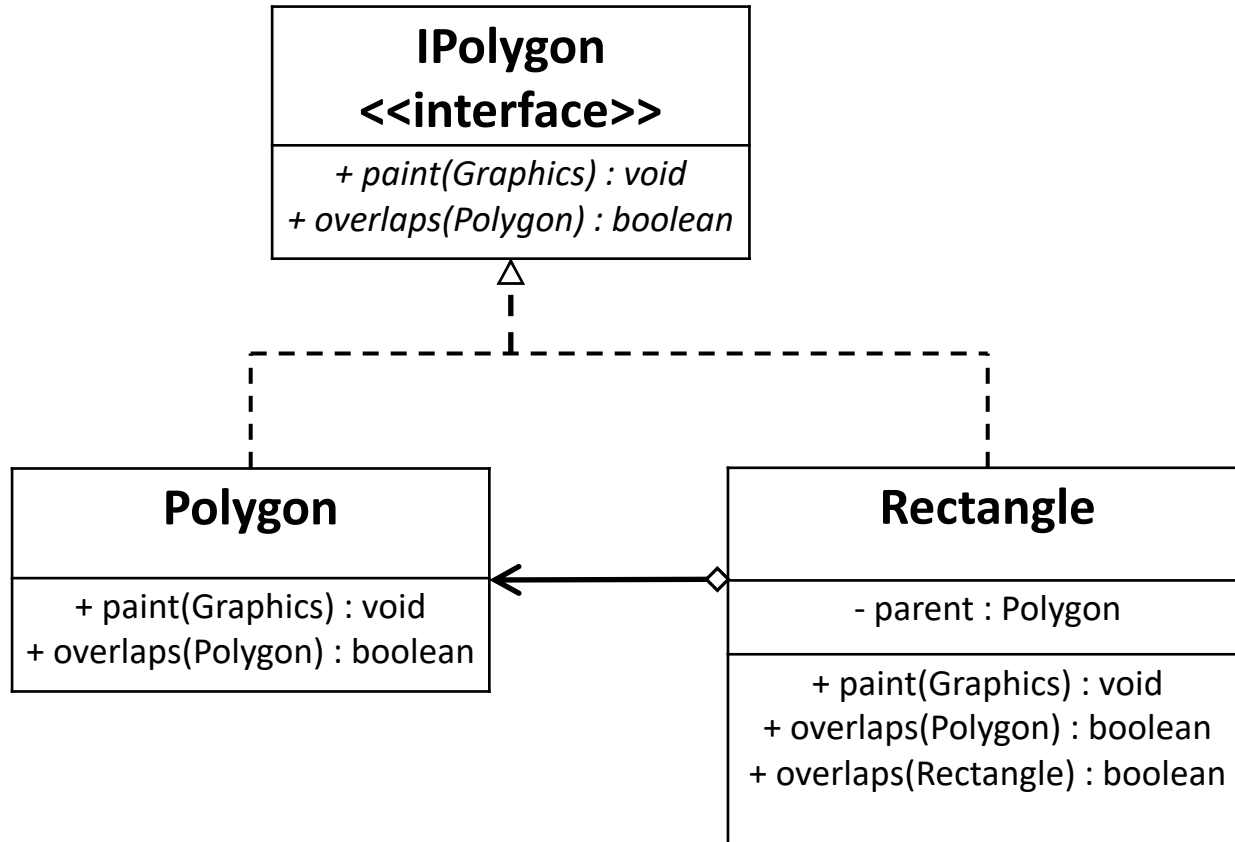 IPolygon
<<interface>>
+ paint(Graphics) : void
+ overlaps(Polygon) : boolean
Polygon
+ paint(Graphics) : void
+ overlaps(Polygon) : boolean
Rectangle
- parent : Polygon
+ paint(Graphics) : void
+ overlaps(Polygon) : boolean
+ overlaps(Rectangle) : boolean